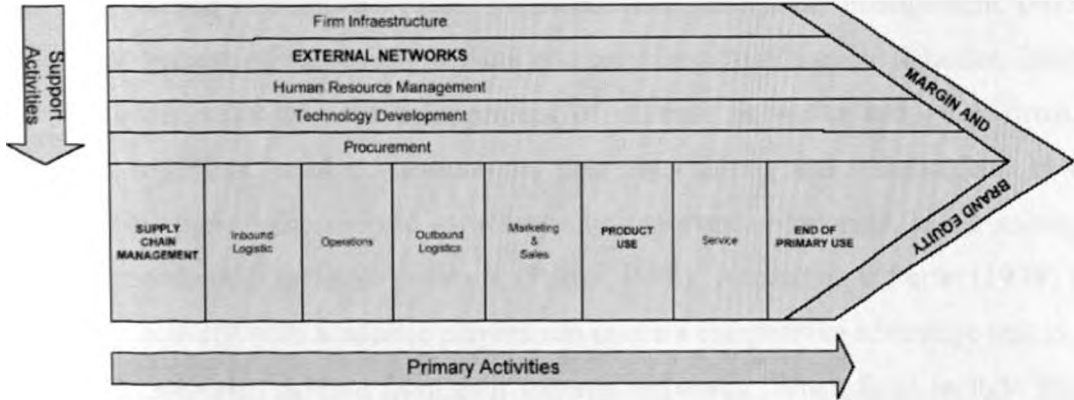 Support
Activities
Firm Infrastructure
EXTERNAL NETWORKS
Human Resource Management
Technology Development
Procurement
SUPPLY
CHAIN
MANAGEMENT
Inbound
Logistic
Operations
Outbound
Logistics
Marketing
&
Sales
PRODUCT
USE
Service
END OF
PRIMARY USE
MARGIN AND
BRAND EQUITY
Primary Activities